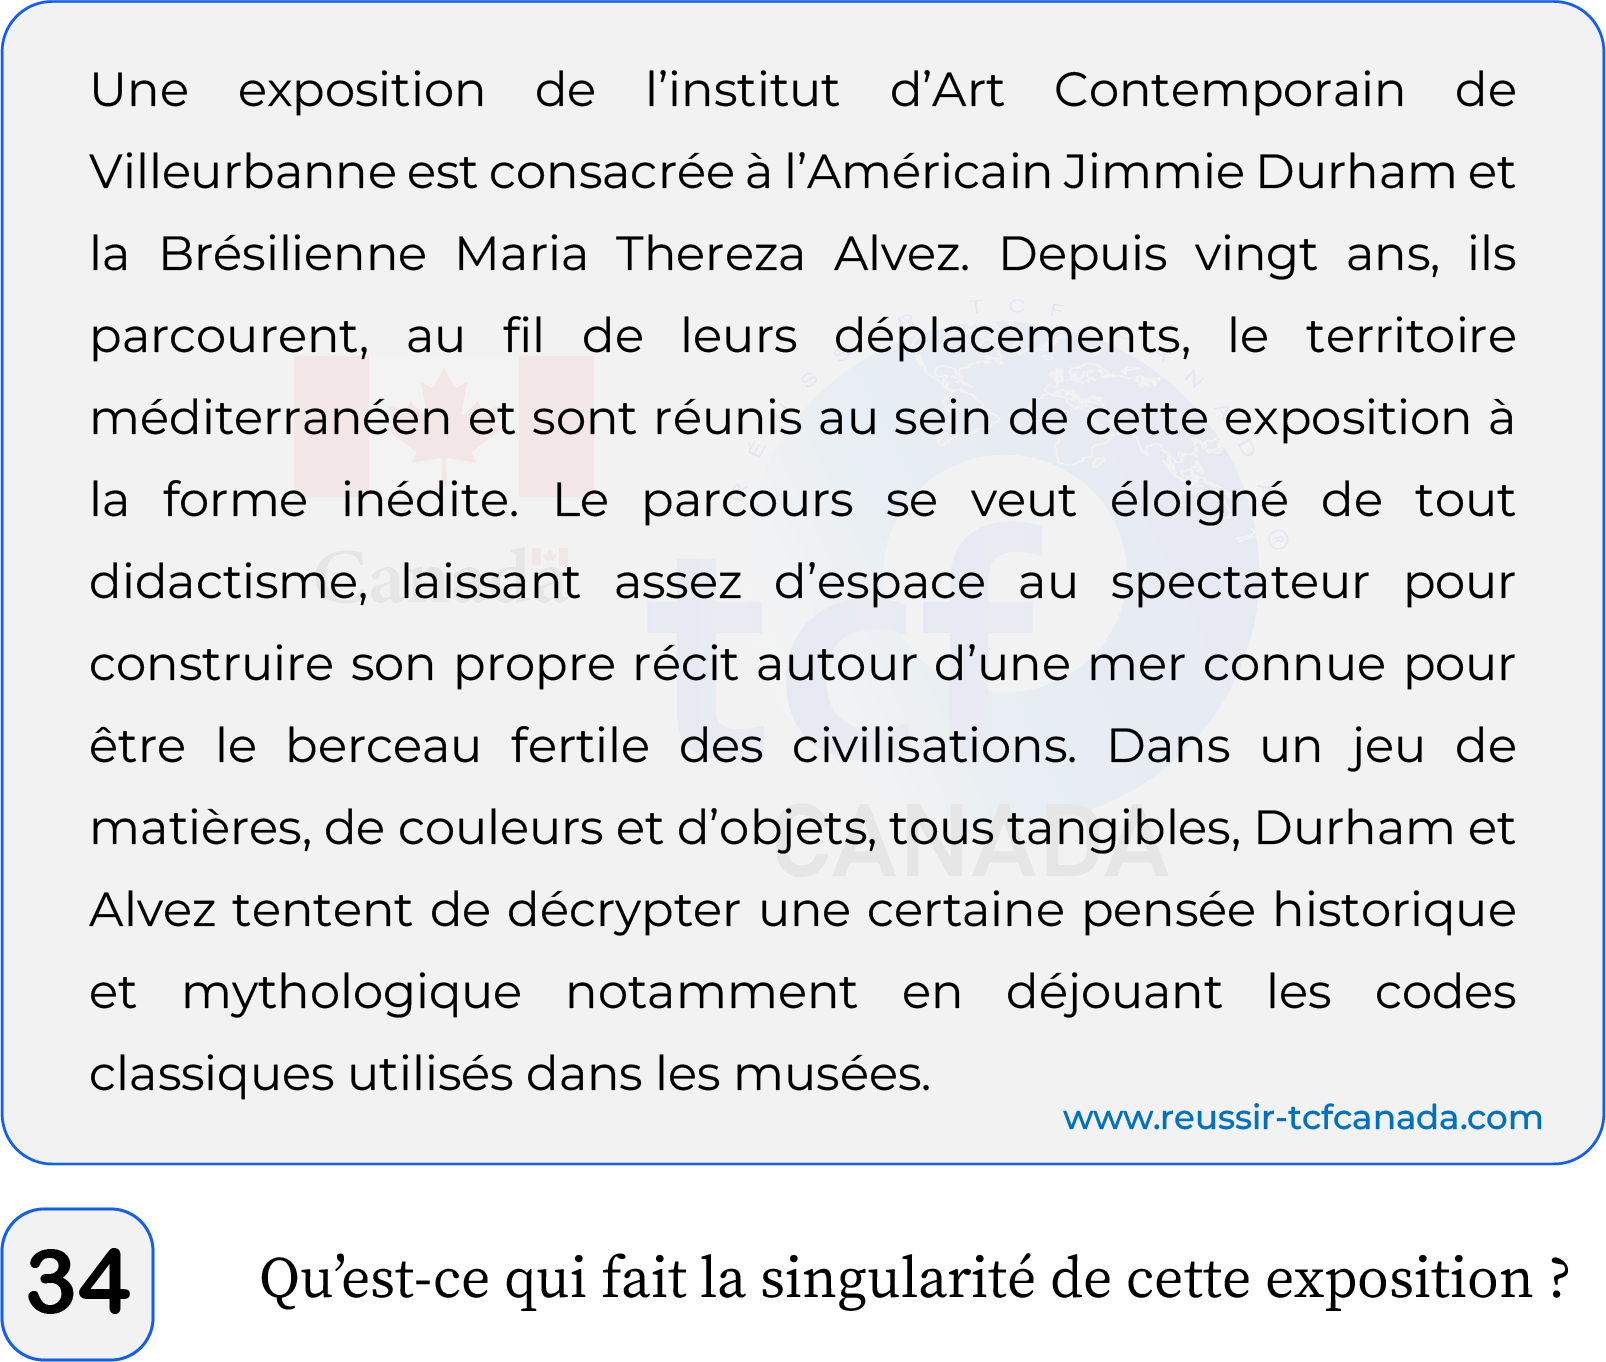 Une exposition de l’institut d’Art Contemporain de
Villeurbanne est consacrée à l’Américain Jimmie Durham et
la Brésilienne Maria Thereza Alvez. Depuis vingt ans, ils
parcourent, au fil de leurs déplacements, le territoire
méditerranéen et sont réunis au sein de cette exposition à
la forme inédite. Le parcours se veut éloigné de tout
didactisme, laissant assez d’espace au spectateur pour
construire son propre récit autour d’une mer connue pour
être le berceau fertile des civilisations. Dans un jeu de
matières, de couleurs et d’objets, tous tangibles, Durham et
Alvez tentent de décrypter une certaine pensée historique
et mythologique notamment en déjouant les codes
classiques utilisés dans les musées.
www.reussir-tcfcanada.com
Canada
RÉUSSIR TCF CANADA ®
tcf
CANADA
34
Qu’est-ce qui fait la singularité de cette exposition ?